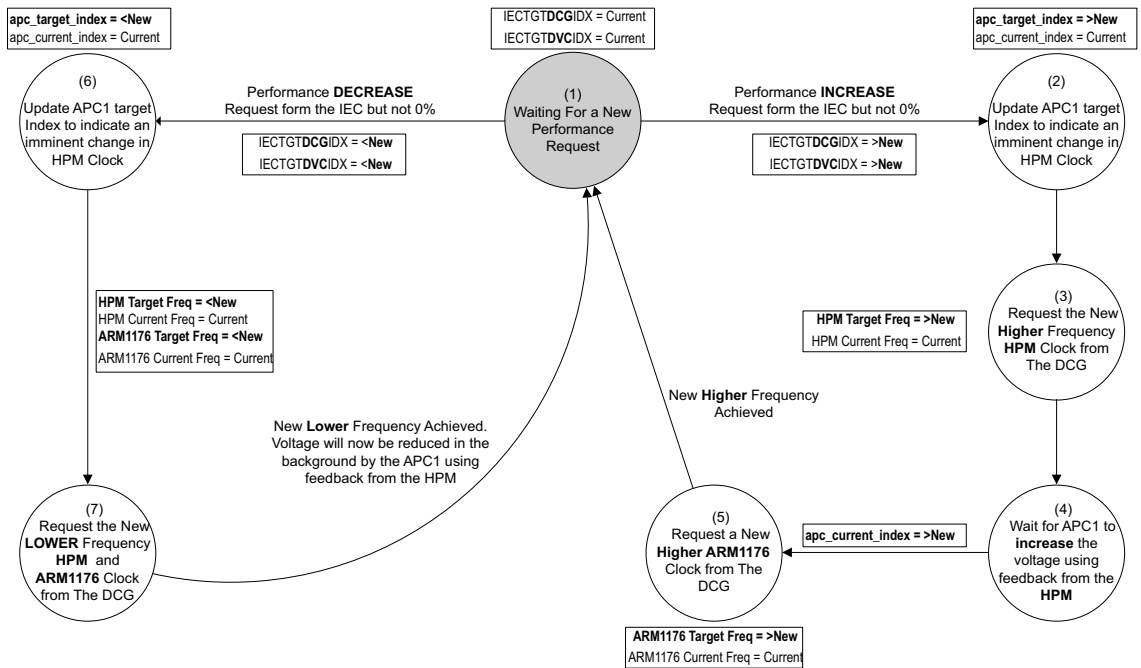 apc_target_index = <New
apc_current_index = Current
IECTGTDCGIDX = Current
IECTGTDVCIDX = Current
apc_target_index = >New
apc_current_index = Current
(6)
Update APC1 target
Index to indicate an
imminent change in
HPM Clock
Performance DECREASE
Request form the IEC but not 0%
IECTGTDCGIDX = <New
IECTGTDVCIDX = <New
(1)
Waiting For a New
Performance
Request
Performance INCREASE
Request form the IEC but not 0%
IECTGTDCGIDX = >New
IECTGTDVCIDX = >New
(2)
Update APC1 target
Index to indicate an
imminent change in
HPM Clock
HPM Target Freq = <New
HPM Current Freq = Current
ARM1176 Target Freq = <New
ARM1176 Current Freq = Current
HPM Target Freq = >New
HPM Current Freq = Current
(3)
Request the New
Higher Frequency
HPM Clock from
The DCG
New Lower Frequency Achieved.
Voltage will now be reduced in the
background by the APC1 using
feedback from the HPM
New Higher Frequency
Achieved
(7)
Request the New
LOWER Frequency
HPM and
ARM1176 Clock
from The DCG
(5)
Request a New
Higher ARM1176
Clock from The
DCG
apc_current_index = >New
(4)
Wait for APC1 to
increase the
voltage using
feedback from the
HPM
ARM1176 Target Freq = >New
ARM1176 Current Freq = Current